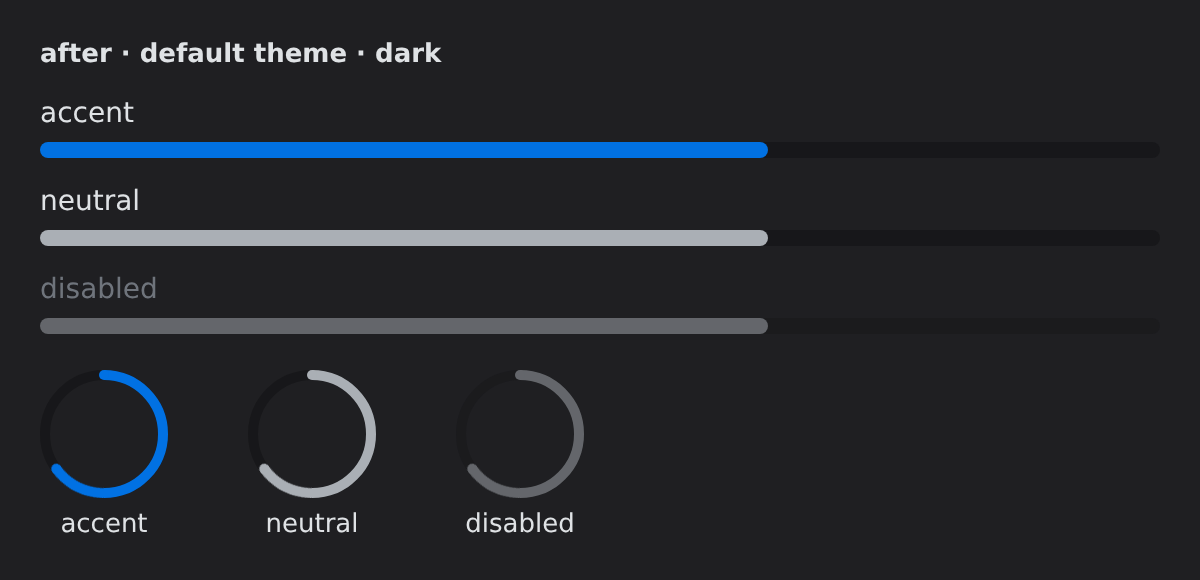 after · default theme · dark
accent
neutral
disabled
accent neutral disabled